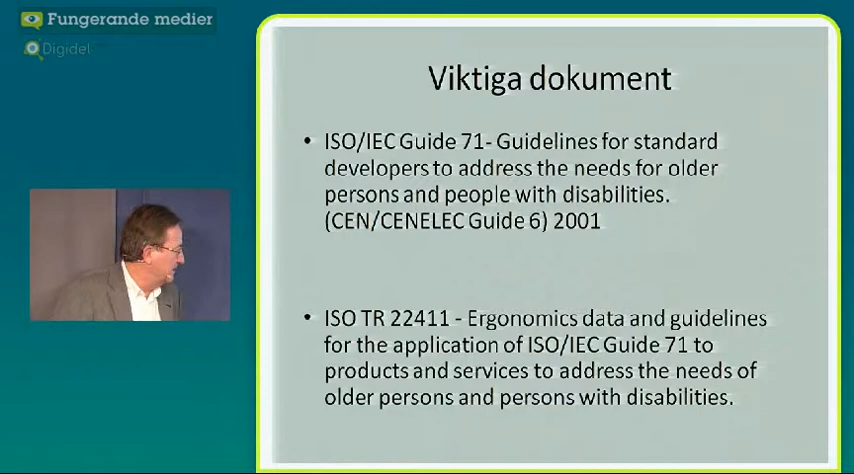 Fungerande medier
Digidel
Viktiga dokument
• ISO/IEC Guide 71- Guidelines for standard
developers to address the needs for older
persons and people with disabilities.
(CEN/CENELEC Guide 6) 2001
• ISO TR 22411 - Ergonomics data and guidelines
for the application of ISO/IEC Guide 71 to
products and services to address the needs of
older persons and persons with disabilities.